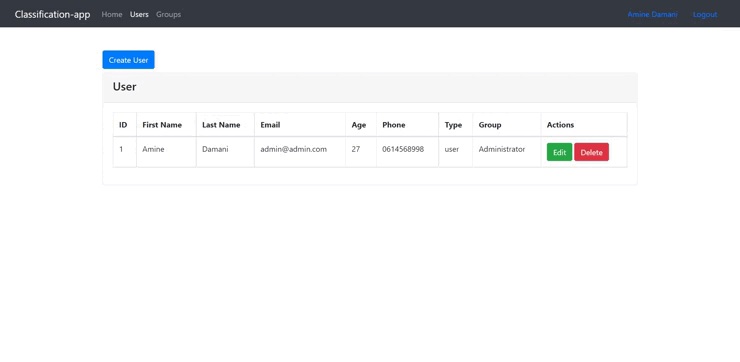 Classification-app Home Users Groups Amine Damani Logout
Create User
User
ID First Name Last Name Email Age Phone Type Group Actions
1 Amine Damani admin@admin.com 27 0614568998 user Administrator Edit Delete